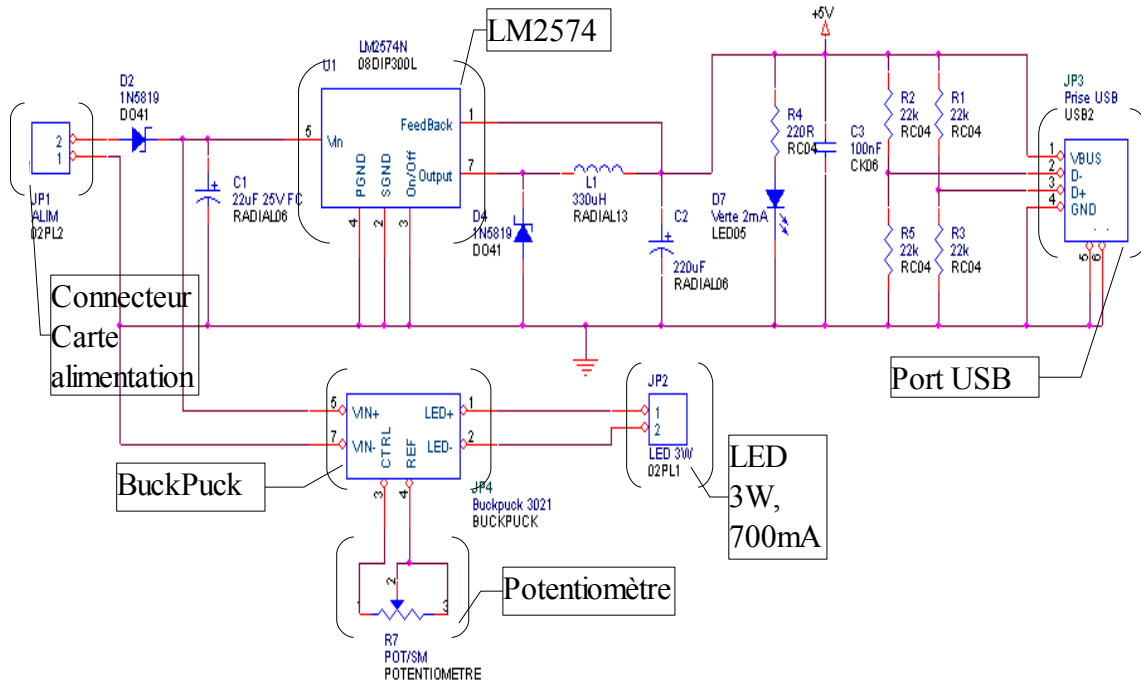 +5V
LM2574
LM2574N
08DIP300L
U1
D2
1N5819
DO41
2
1
JP1
ALIM
02PL2
5
Vin
FeedBack
1
Output
7
PGND
SGND
On/Off
4
2
3
C1
22uF 25V FC
RADIAL06
D4
1N5819
DO41
L1
330uH
RADIAL13
C2
220uF
RADIAL06
R4
220R
RC04
D7
Verte 2mA
LED05
C3
100nF
CK06
R2
22k
RC04
R1
22k
RC04
R5
22k
RC04
R3
22k
RC04
JP3
Prise USB
USB2
1
2
3
4
VBUS
D-
D+
GND
5
6
Connecteur
Carte
alimentation
Port USB
BuckPuck
5
VIN+
7
VIN-
CTRL
REF
LED+
1
LED-
2
3
4
JP4
Buckpuck 3021
BUCKPUCK
JP2
1
2
LED 3W
02PL1
LED
3W,
700mA
Potentiomètre
1
2
3
R7
POT/SM
POTENTIOMETRE